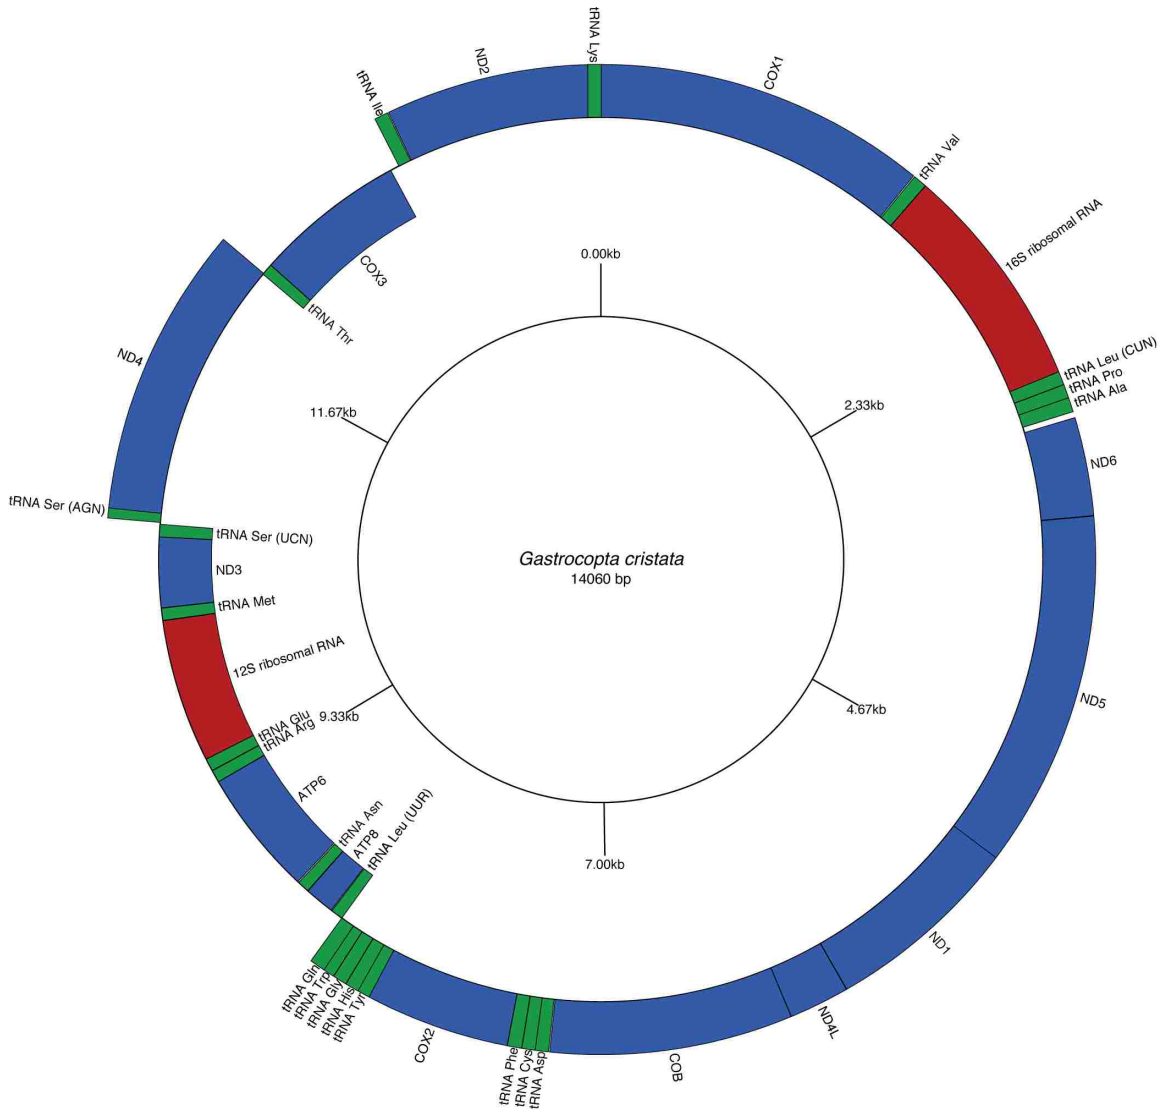 tRNA Lys
COX1
tRNA Val
16S ribosomal RNA
tRNA Leu (CUN)
tRNA Pro
tRNA Ala
ND6
ND5
ND1
ND4L
COB
tRNA Asp
tRNA Cys
tRNA Phe
COX2
tRNA Tyr
tRNA His
tRNA Gly
tRNA Trp
tRNA Gln
tRNA Leu (UUR)
ATP8
tRNA Asn
ATP6
tRNA Arg
tRNA Glu
12S ribosomal RNA
tRNA Met
ND3
tRNA Ser (UCN)
tRNA Ser (AGN)
ND4
tRNA Thr
COX3
tRNA Ile
ND2
0.00kb
2.33kb
4.67kb
7.00kb
9.33kb
11.67kb
Gastrocopta cristata
14060 bp